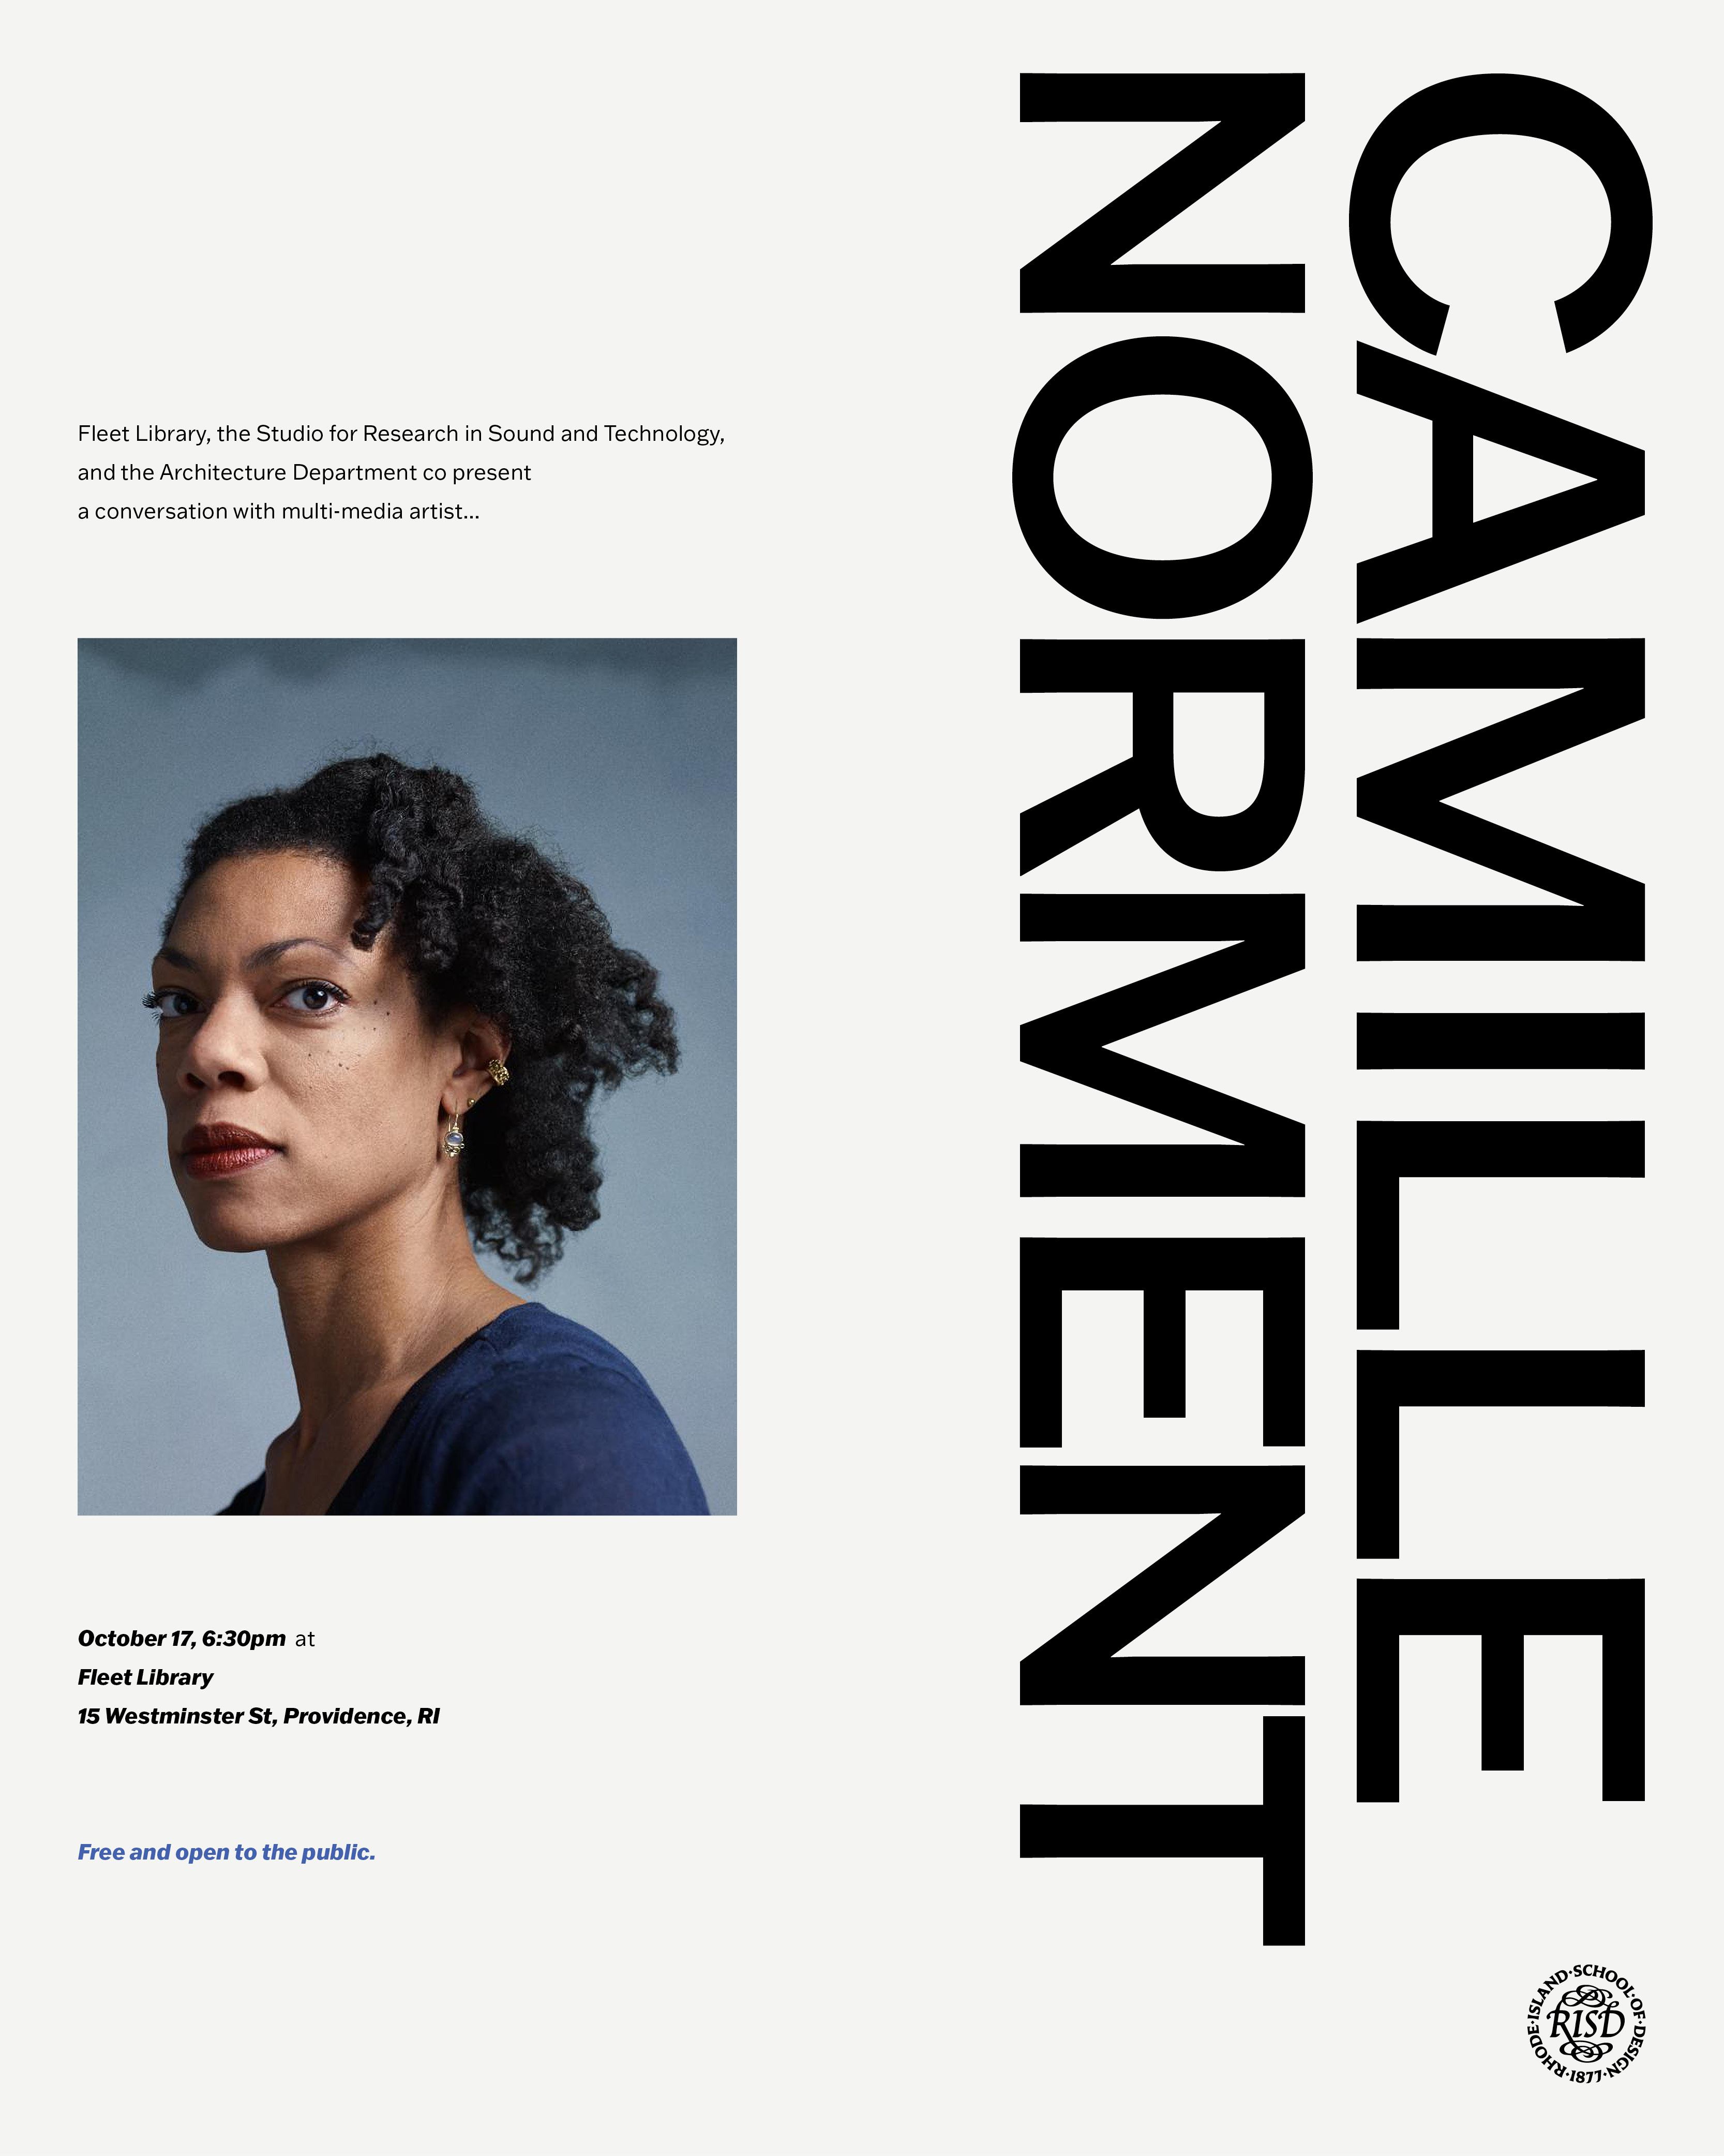 Fleet Library, the Studio for Research in Sound and Technology,
and the Architecture Department co present
a conversation with multi-media artist...
CAMILLE
NORMENT
October 17, 6:30pm at
Fleet Library
15 Westminster St, Providence, RI
Free and open to the public.
RHODE·ISLAND·SCHOOL·OF·DESIGN·1877·
RISD